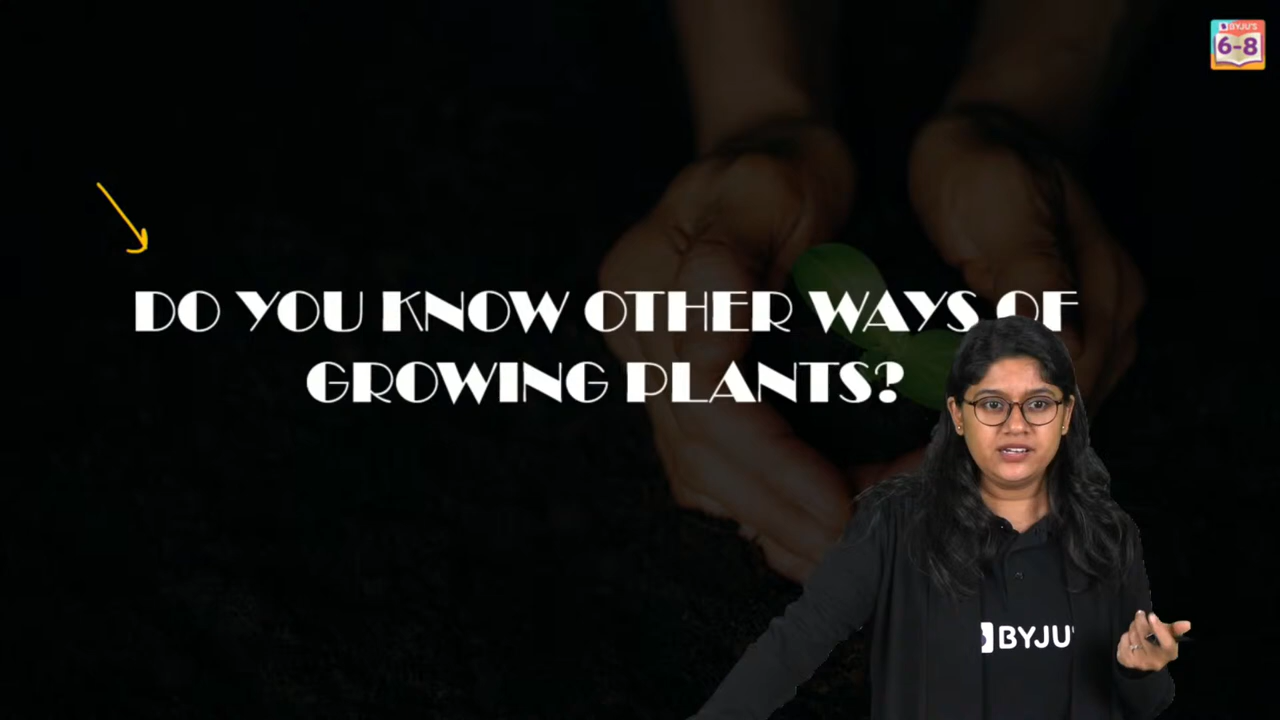 BYJU'S
6-8
DO YOU KNOW OTHER WAYS OF
GROWING PLANTS?
BYJU'